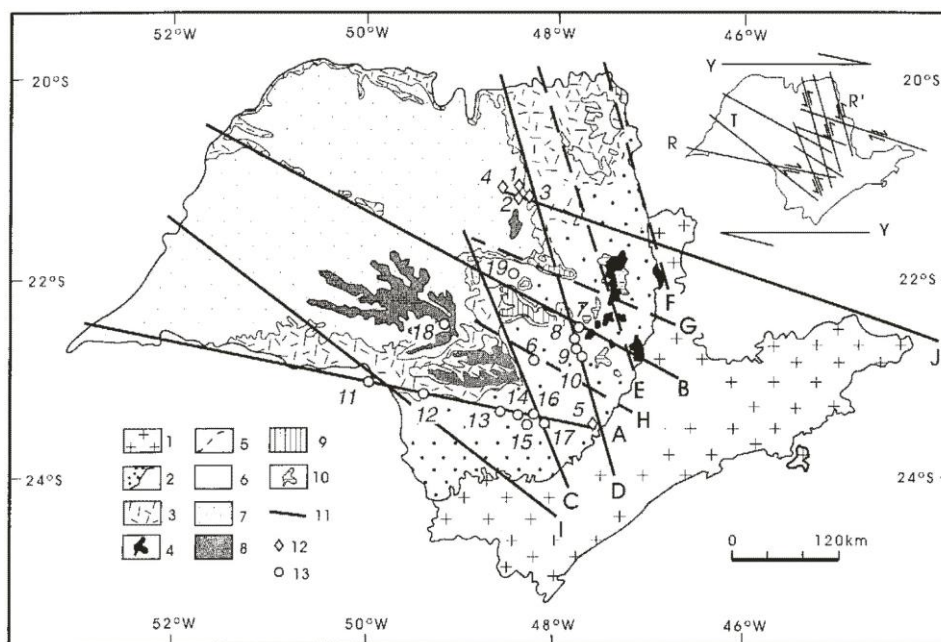 52°W 50°W 48°W 46°W
20°S 20°S
Y
R'
T
R
Y
4 1 3
2
22°S 22°S
19
F
7 G
8
18
J
6 9
10 E B
H
11
14 16 5
12 13 A
15 17
1 5 9
2 6 10
24°S 24°S
C D
I
3 7 11
4 8 12
13
0 120km
52°W 50°W 48°W 46°W